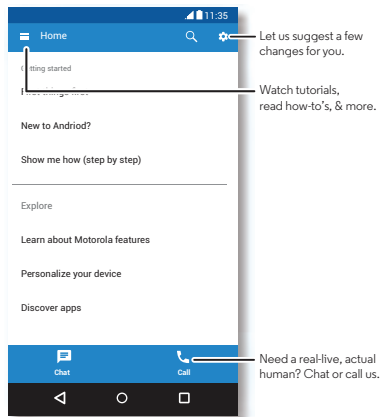 11:35
Home
Let us suggest a few
changes for you.
Getting started
Watch tutorials,
read how-to's, & more.
First things first
New to Andriod?
Show me how (step by step)
Explore
Learn about Motorola features
Personalize your device
Discover apps
Chat
Call
Need a real-live, actual
human? Chat or call us.